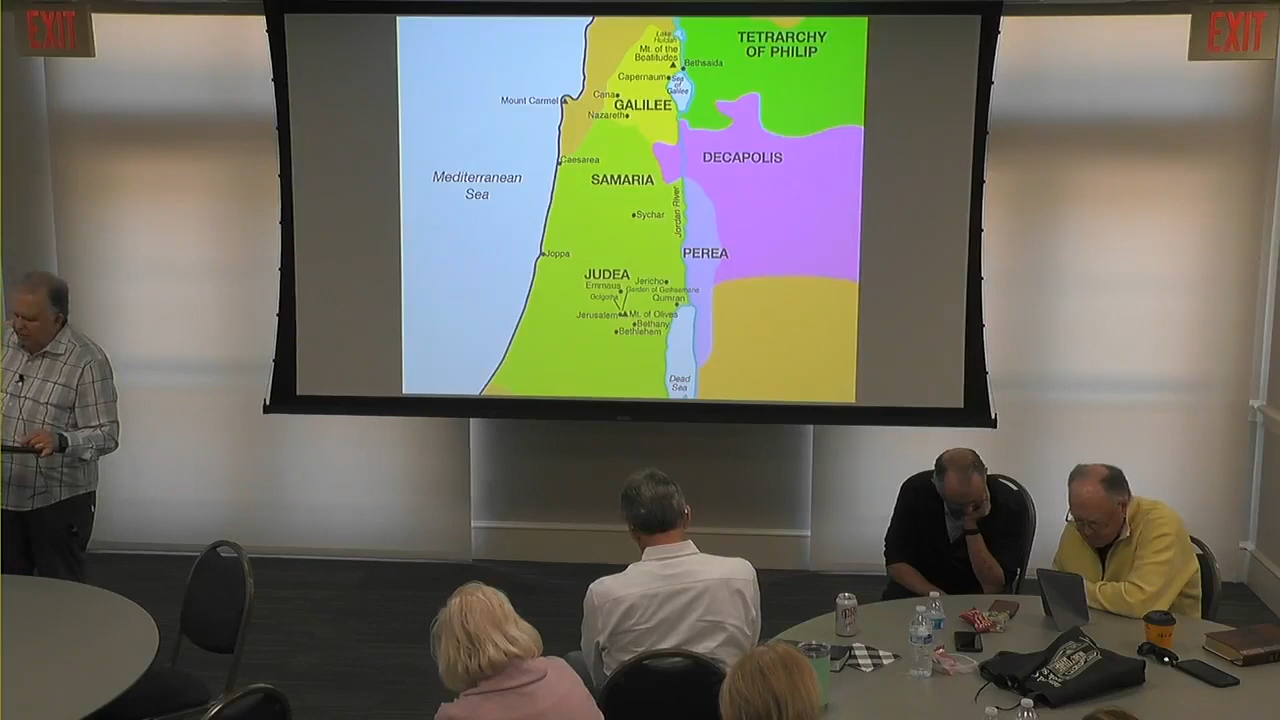 EXIT
EXIT
TETRARCHY
OF PHILIP
Lake
Mt. of the
Beatitudes
Bethsaida
Capernaum
Sea
of
Galilee
Cana
Mount Carmel
GALILEE
Nazareth
DECAPOLIS
Caesarea
Mediterranean
Sea
SAMARIA
Jordan River
Sychar
Joppa
PEREA
JUDEA
Jericho
Emmaus
Garden of Gethsemane
Golgotha
Qumran
Jerusalem
Mt. of Olives
Bethany
Bethlehem
Dead
Sea